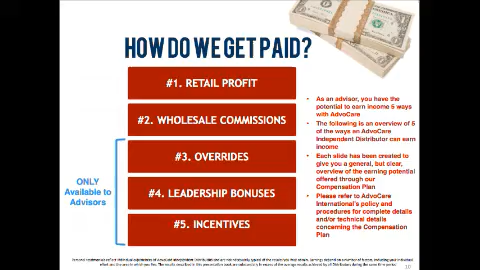 HOW DO WE GET PAID?
#1. RETAIL PROFIT
#2. WHOLESALE COMMISSIONS
#3. OVERRIDES
#4. LEADERSHIP BONUSES
#5. INCENTIVES
ONLY
Available to
Advisors
• As an advisor, you have the
potential to earn income 5 ways
with AdvoCare
• The following is an overview of 5
of the ways an AdvoCare
Independent Distributor can earn
income
• Each slide has been created to
give you a general, but clear,
overview of the earning potential
offered through our
Compensation Plan
• Please refer to AdvoCare
International's policy and
procedures for complete details
and/or technical details
concerning the Compensation
Plan